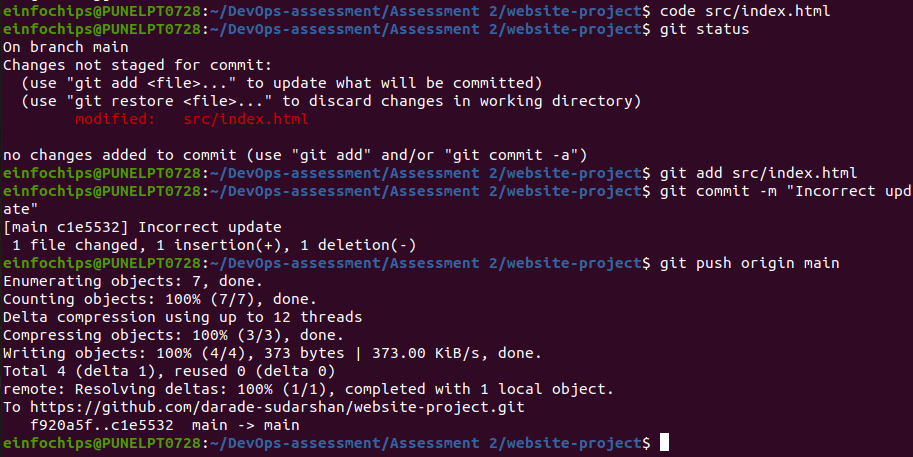 einfochips@PUNELPT0728:~/DevOps-assessment/Assessment 2/website-project$ code src/index.html
einfochips@PUNELPT0728:~/DevOps-assessment/Assessment 2/website-project$ git status
On branch main
Changes not staged for commit:
  (use "git add <file>..." to update what will be committed)
  (use "git restore <file>..." to discard changes in working directory)
        modified:   src/index.html

no changes added to commit (use "git add" and/or "git commit -a")
einfochips@PUNELPT0728:~/DevOps-assessment/Assessment 2/website-project$ git add src/index.html
einfochips@PUNELPT0728:~/DevOps-assessment/Assessment 2/website-project$ git commit -m "Incorrect upd
ate"
[main c1e5532] Incorrect update
 1 file changed, 1 insertion(+), 1 deletion(-)
einfochips@PUNELPT0728:~/DevOps-assessment/Assessment 2/website-project$ git push origin main
Enumerating objects: 7, done.
Counting objects: 100% (7/7), done.
Delta compression using up to 12 threads
Compressing objects: 100% (3/3), done.
Writing objects: 100% (4/4), 373 bytes | 373.00 KiB/s, done.
Total 4 (delta 1), reused 0 (delta 0)
remote: Resolving deltas: 100% (1/1), completed with 1 local object.
To https://github.com/darade-sudarshan/website-project.git
   f920a5f..c1e5532  main -> main
einfochips@PUNELPT0728:~/DevOps-assessment/Assessment 2/website-project$